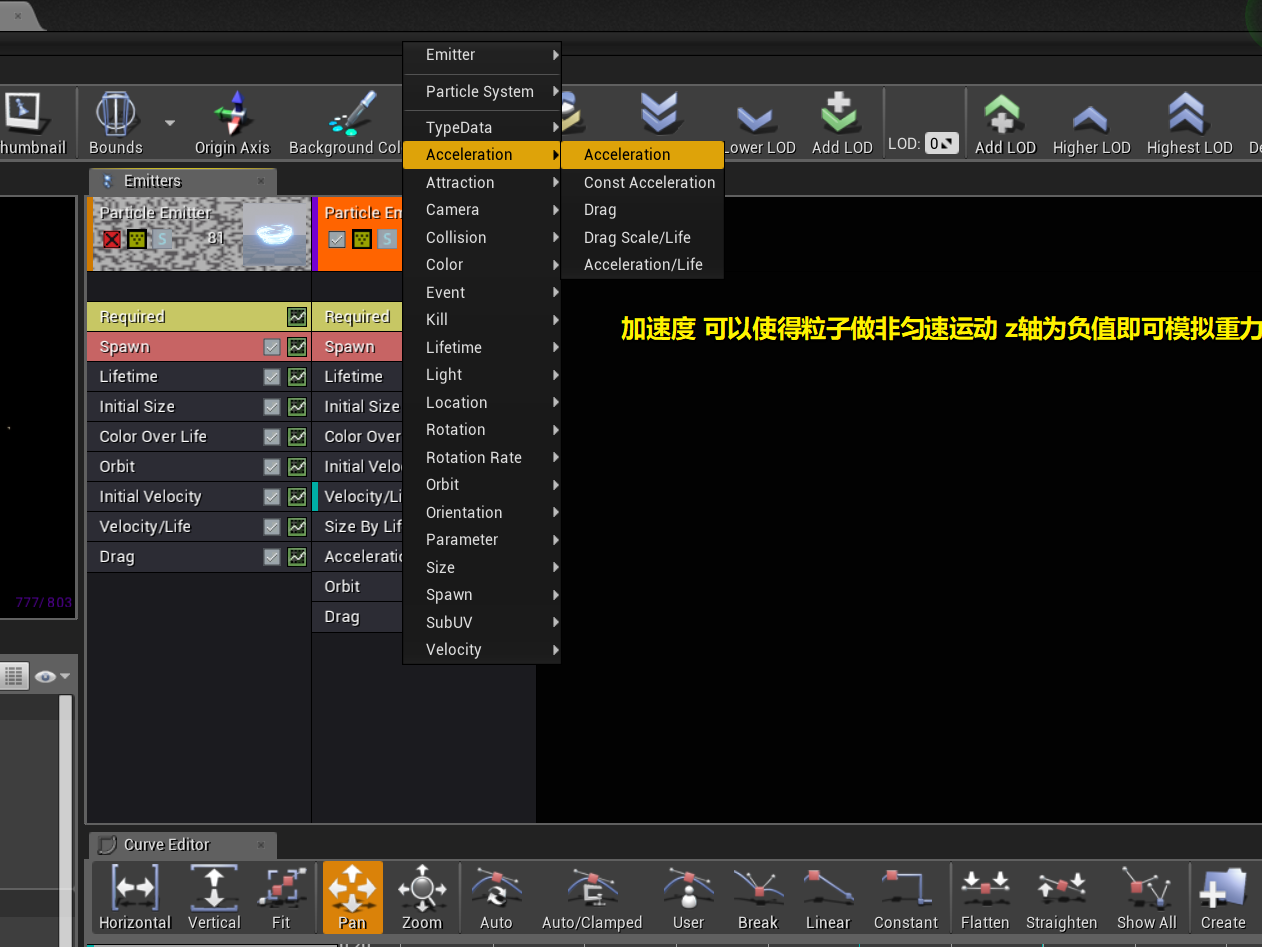 Emitter
Particle System
TypeData
Acceleration
Attraction
Camera
Collision
Color
Event
Kill
Lifetime
Light
Location
Rotation
Rotation Rate
Orbit
Orientation
Parameter
Size
Spawn
SubUV
Velocity
Acceleration
Const Acceleration
Drag
Drag Scale/Life
Acceleration/Life
humbnail Bounds Origin Axis Background Col ower LOD Add LOD LOD: 0 Add LOD Higher LOD Highest LOD De
Emitters
Particle Emitter
S 81
Required
Spawn
Lifetime
Initial Size
Color Over Life
Orbit
Initial Velocity
Velocity/Life
Drag
Particle Em
S
Required
Spawn
Lifetime
Initial Size
Color Over
Initial Velo
Velocity/Li
Size By Lif
Acceleratio
Orbit
Drag
加速度 可以使得粒子做非匀速运动 z轴为负值即可模拟重力
777/803
Curve Editor
Horizontal Vertical Fit Pan Zoom Auto Auto/Clamped User Break Linear Constant Flatten Straighten Show All Create